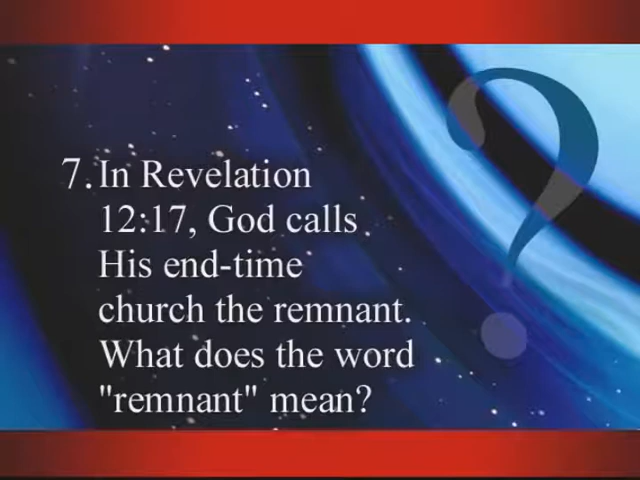 7. In Revelation
12:17, God calls
His end-time
church the remnant.
What does the word
"remnant" mean?